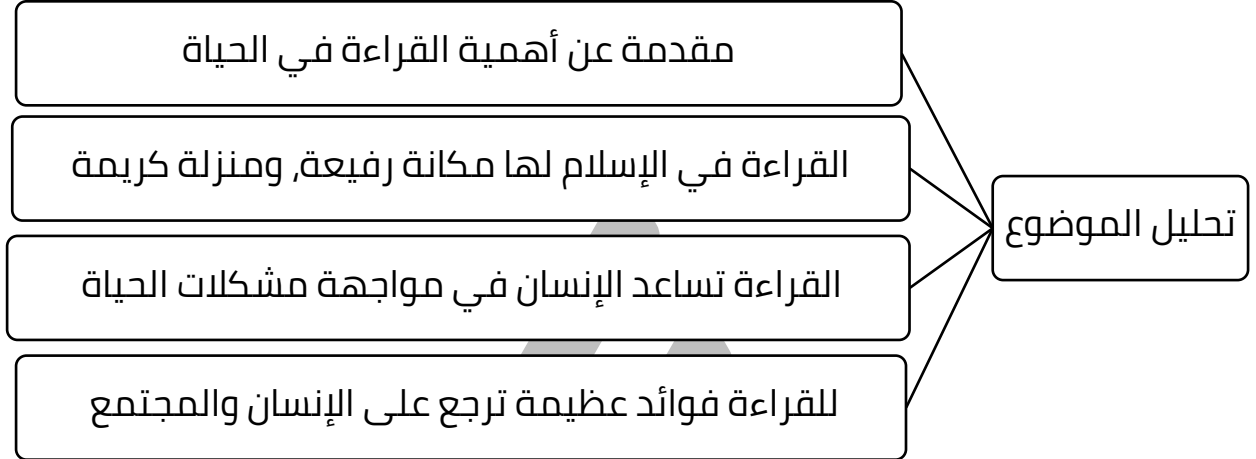 تحليل الموضوع
مقدمة عن أهمية القراءة في الحياة
القراءة في الإسلام لها مكانة رفيعة, ومنزلة كريمة
القراءة تساعد الإنسان في مواجهة مشكلات الحياة
للقراءة فوائد عظيمة ترجع على الإنسان والمجتمع